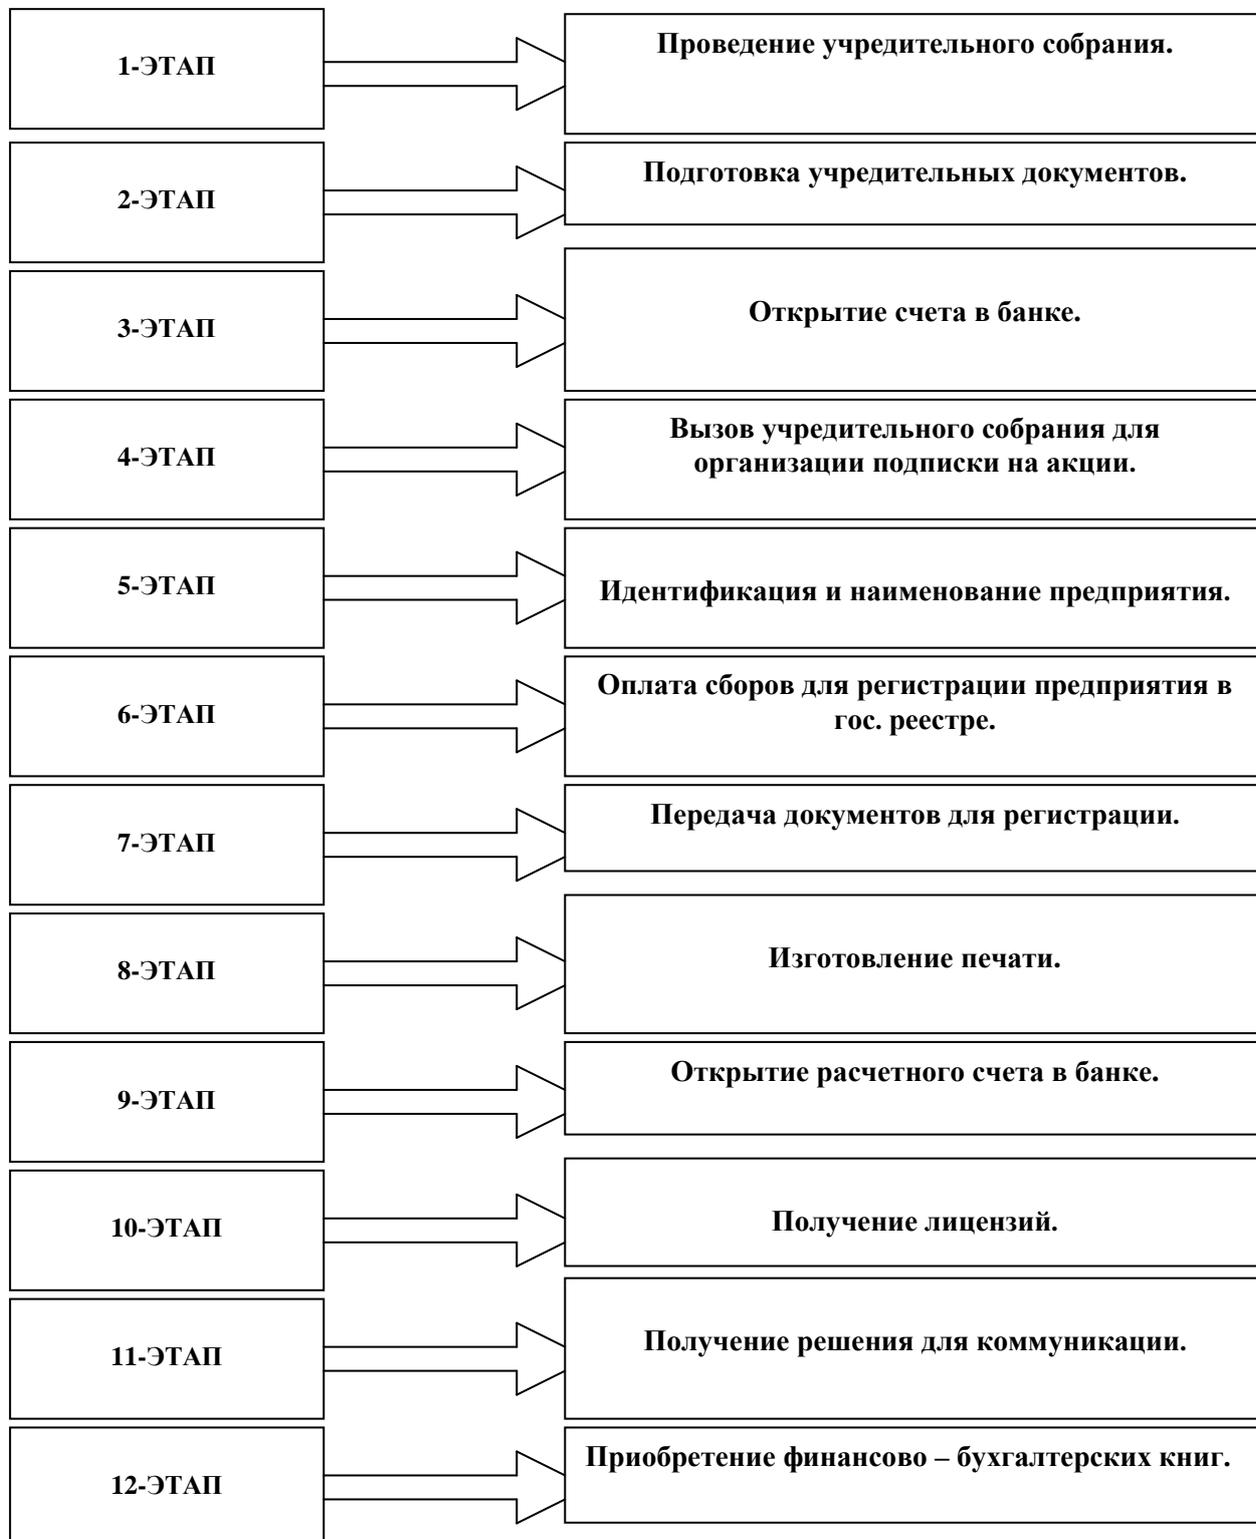 1-ЭТАП
Проведение учредительного собрания.
2-ЭТАП
Подготовка учредительных документов.
3-ЭТАП
Открытие счета в банке.
4-ЭТАП
Вызов учредительного собрания для
организации подписки на акции.
5-ЭТАП
Идентификация и наименование предприятия.
6-ЭТАП
Оплата сборов для регистрации предприятия в
гос. реестре.
7-ЭТАП
Передача документов для регистрации.
8-ЭТАП
Изготовление печати.
9-ЭТАП
Открытие расчетного счета в банке.
10-ЭТАП
Получение лицензий.
11-ЭТАП
Получение решения для коммуникации.
12-ЭТАП
Приобретение финансово – бухгалтерских книг.